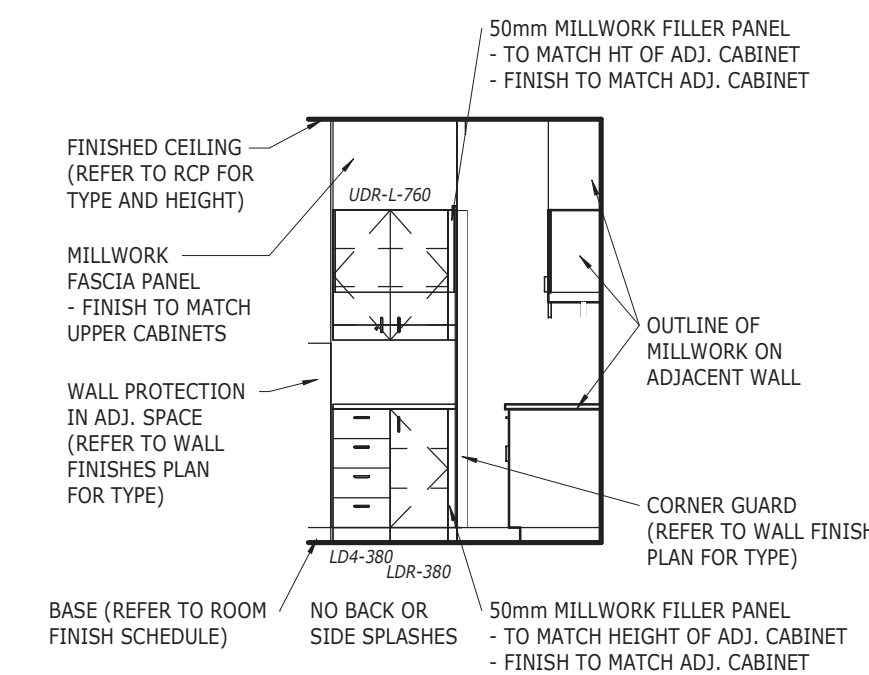 50mm MILLWORK FILLER PANEL
- TO MATCH HT OF ADJ. CABINET
- FINISH TO MATCH ADJ. CABINET
FINISHED CEILING
(REFER TO RCP FOR
TYPE AND HEIGHT)
UDR-L-760
MILLWORK
FASCIA PANEL
- FINISH TO MATCH
UPPER CABINETS
OUTLINE OF
MILLWORK ON
ADJACENT WALL
WALL PROTECTION
IN ADJ. SPACE
(REFER TO WALL
FINISHES PLAN
FOR TYPE)
CORNER GUARD
(REFER TO WALL FINISH
PLAN FOR TYPE)
LD4-380
LDR-380
BASE (REFER TO ROOM
FINISH SCHEDULE)
NO BACK OR
SIDE SPLASHES
50mm MILLWORK FILLER PANEL
- TO MATCH HEIGHT OF ADJ. CABINET
- FINISH TO MATCH ADJ. CABINET